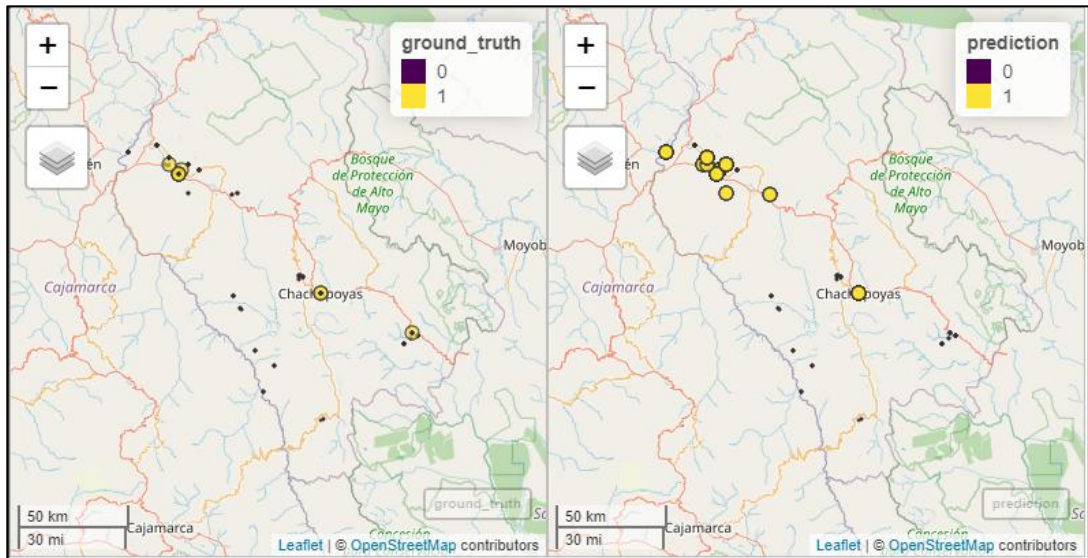 +
−
ground_truth
0
1
én
Bosque
de Protección
de Alto
Mayo
Moyob
Cajamarca
Chachapoyas
50 km
30 mi
Cajamarca
ground_truth
Leaflet | © OpenStreetMap contributors
+
−
prediction
0
1
én
Bosque
de Protección
de Alto
Mayo
Moyob
Cajamarca
Chachapoyas
50 km
30 mi
Cajamarca
prediction
Leaflet | © OpenStreetMap contributors